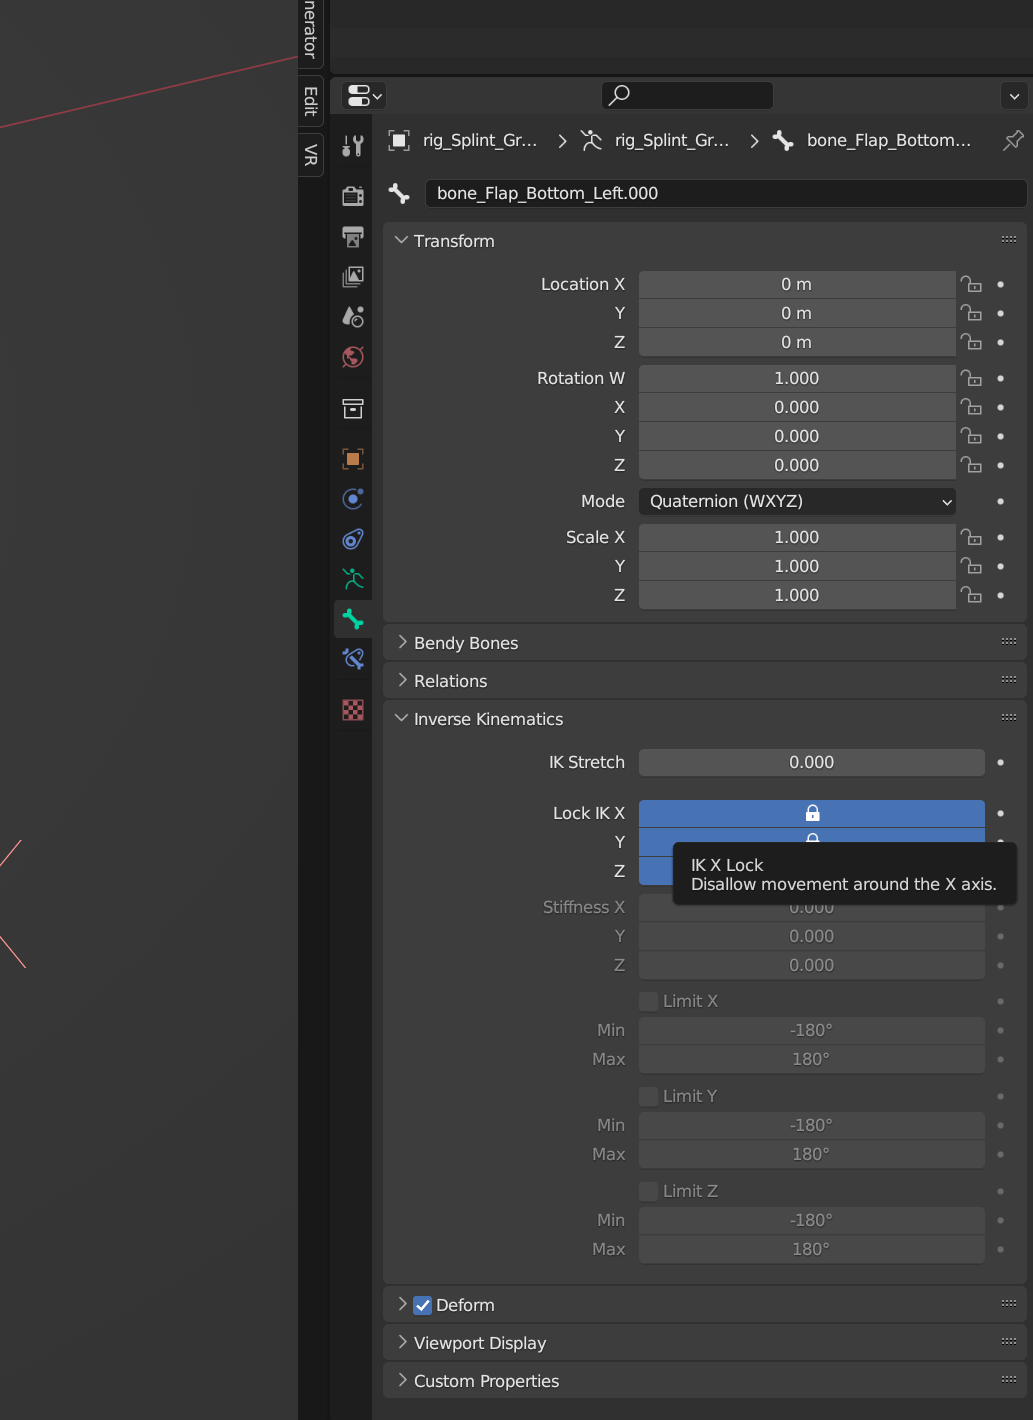 nerator
Edit
VR
rig_Splint_Gr... rig_Splint_Gr... bone_Flap_Bottom...
bone_Flap_Bottom_Left.000
Transform
Location X 0 m
Y 0 m
Z 0 m
Rotation W 1.000
X 0.000
Y 0.000
Z 0.000
Mode Quaternion (WXYZ)
Scale X 1.000
Y 1.000
Z 1.000
Bendy Bones
Relations
Inverse Kinematics
IK Stretch 0.000
Lock IK X
Y
Z
IK X Lock
Disallow movement around the X axis.
Stiffness X 0.000
Y 0.000
Z 0.000
Limit X
Min -180°
Max 180°
Limit Y
Min -180°
Max 180°
Limit Z
Min -180°
Max 180°
Deform
Viewport Display
Custom Properties